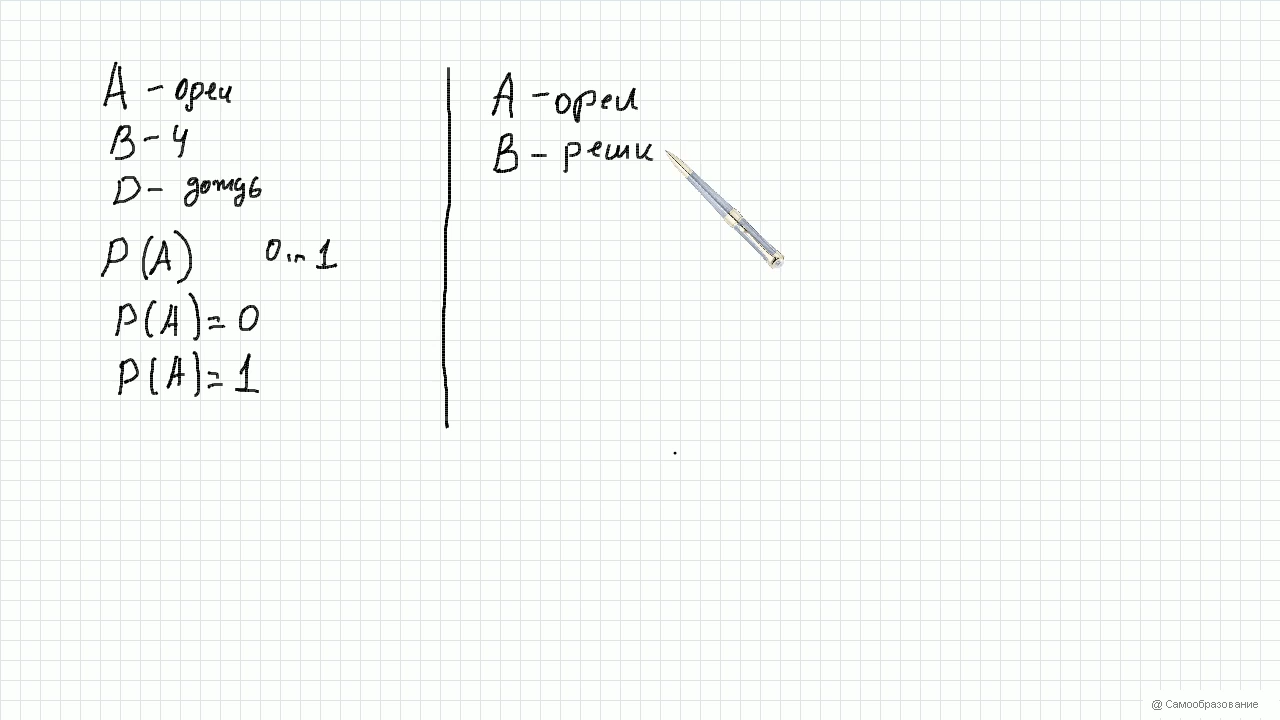 A - орел
B - 4
D - дождь
P(A) 0 … 1
P(A) = 0
P(A) = 1
A - орел
B - решк
@ Самообразование